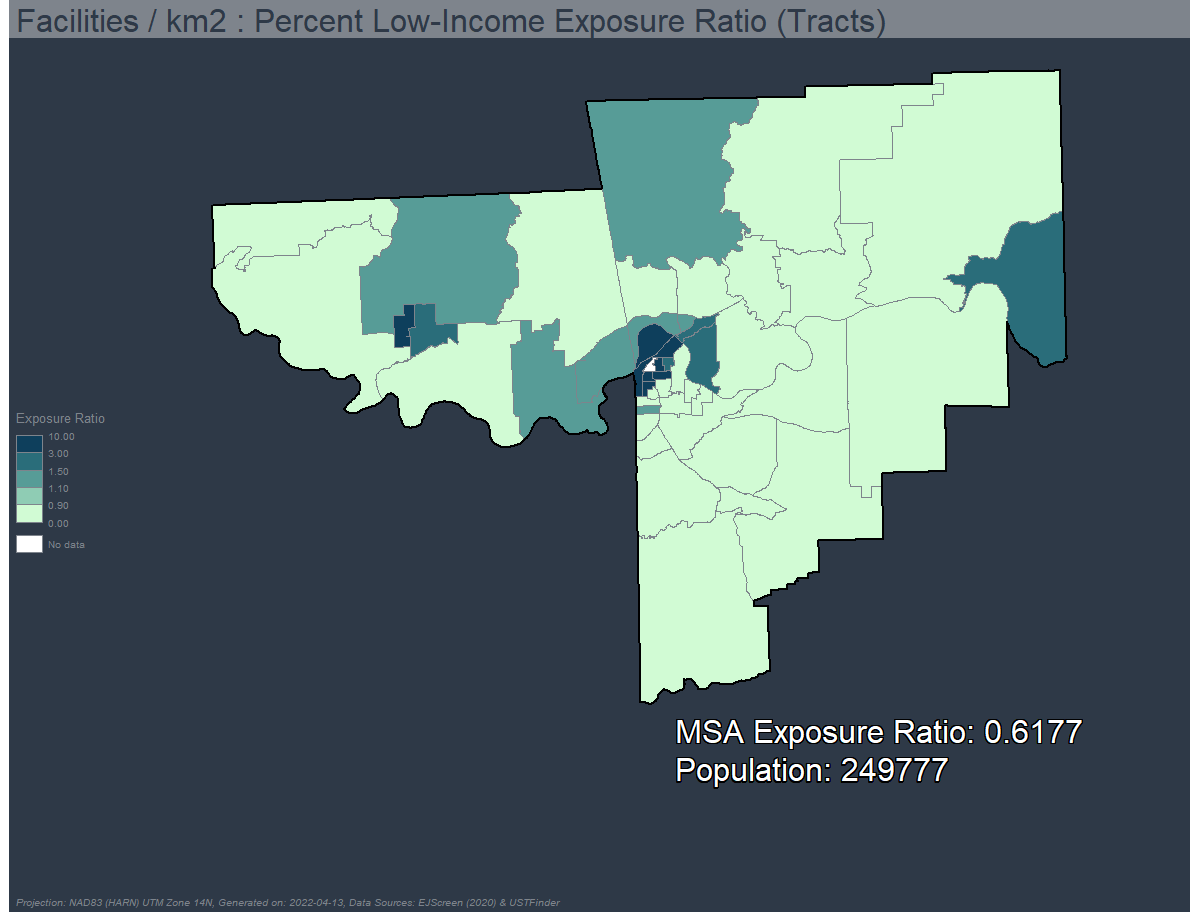 Facilities / km2 : Percent Low-Income Exposure Ratio (Tracts)
Exposure Ratio
10.00
3.00
1.50
1.10
0.90
0.00
No data
MSA Exposure Ratio: 0.6177
Population: 249777
Projection: NAD83 (HARN) UTM Zone 14N, Generated on: 2022-04-13, Data Sources: EJScreen (2020) & USTFinder